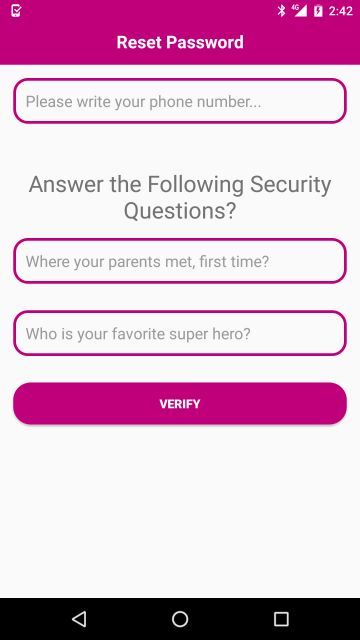 4G 2:42
Reset Password
Please write your phone number...
Answer the Following Security
Questions?
Where your parents met, first time?
Who is your favorite super hero?
VERIFY